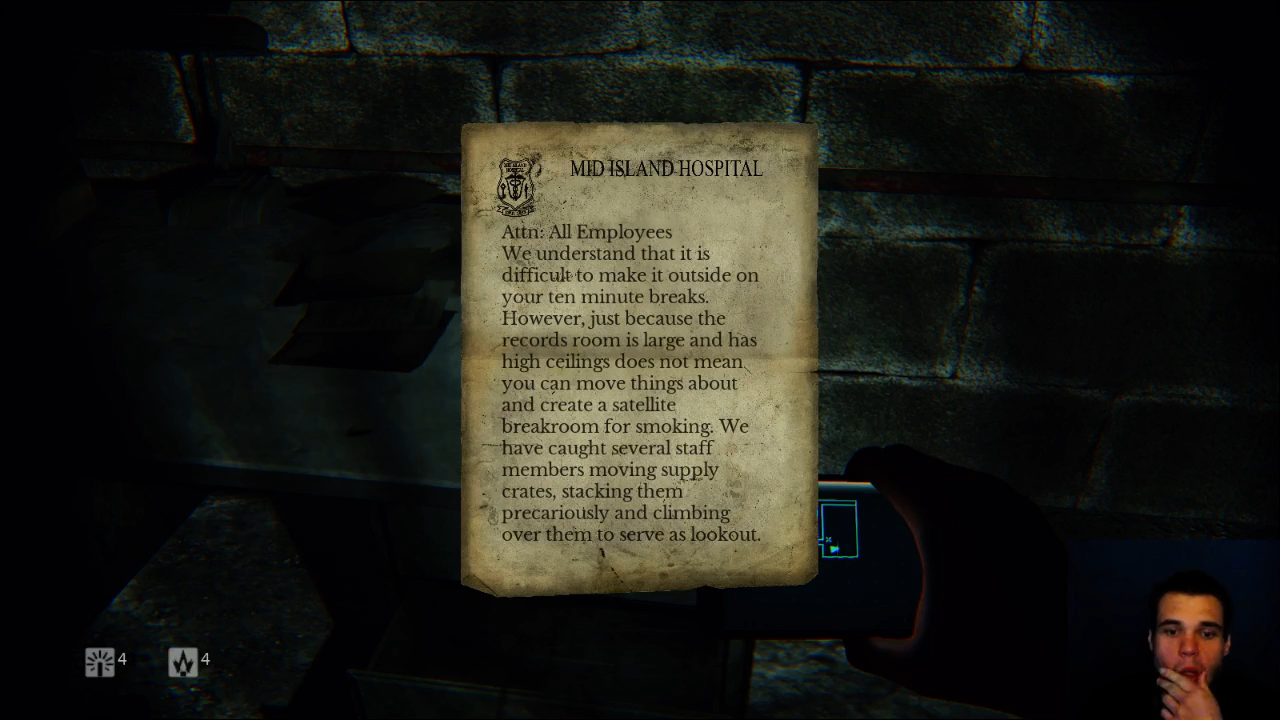 MID ISLAND HOSPITAL
Attn: All Employees
We understand that it is
difficult to make it outside on
your ten minute breaks.
However, just because the
records room is large and has
high ceilings does not mean
you can move things about
and create a satellite
breakroom for smoking. We
have caught several staff
members moving supply
crates, stacking them
precariously and climbing
over them to serve as lookout.
4
4